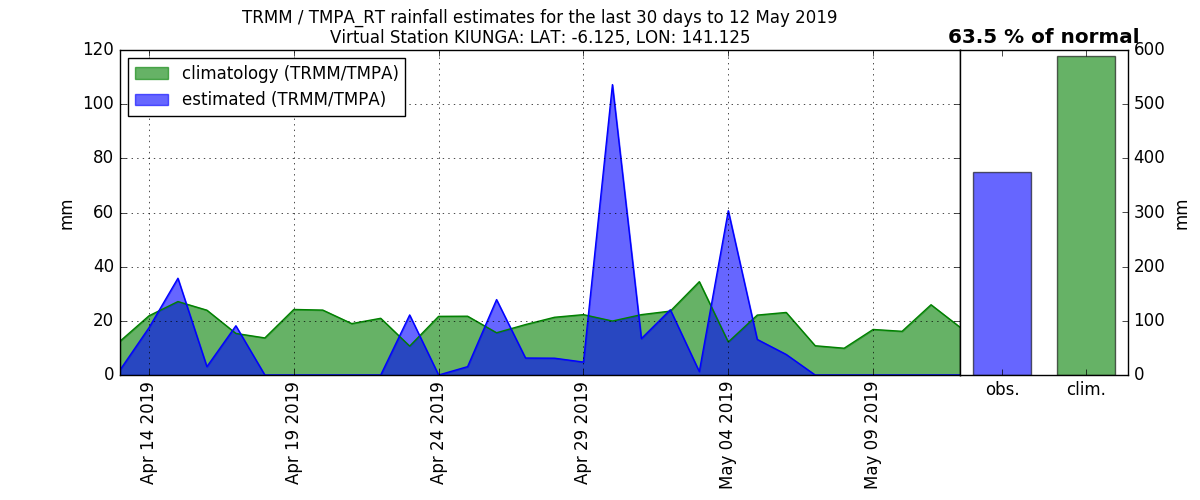 TRMM / TMPA_RT rainfall estimates for the last 30 days to 12 May 2019
Virtual Station KIUNGA: LAT: -6.125, LON: 141.125
63.5 % of normal
climatology (TRMM/TMPA)
estimated (TRMM/TMPA)
120
100
80
60
40
20
0
mm
Apr 14 2019
Apr 19 2019
Apr 24 2019
Apr 29 2019
May 04 2019
May 09 2019
600
500
400
300
200
100
0
mm
obs.
clim.